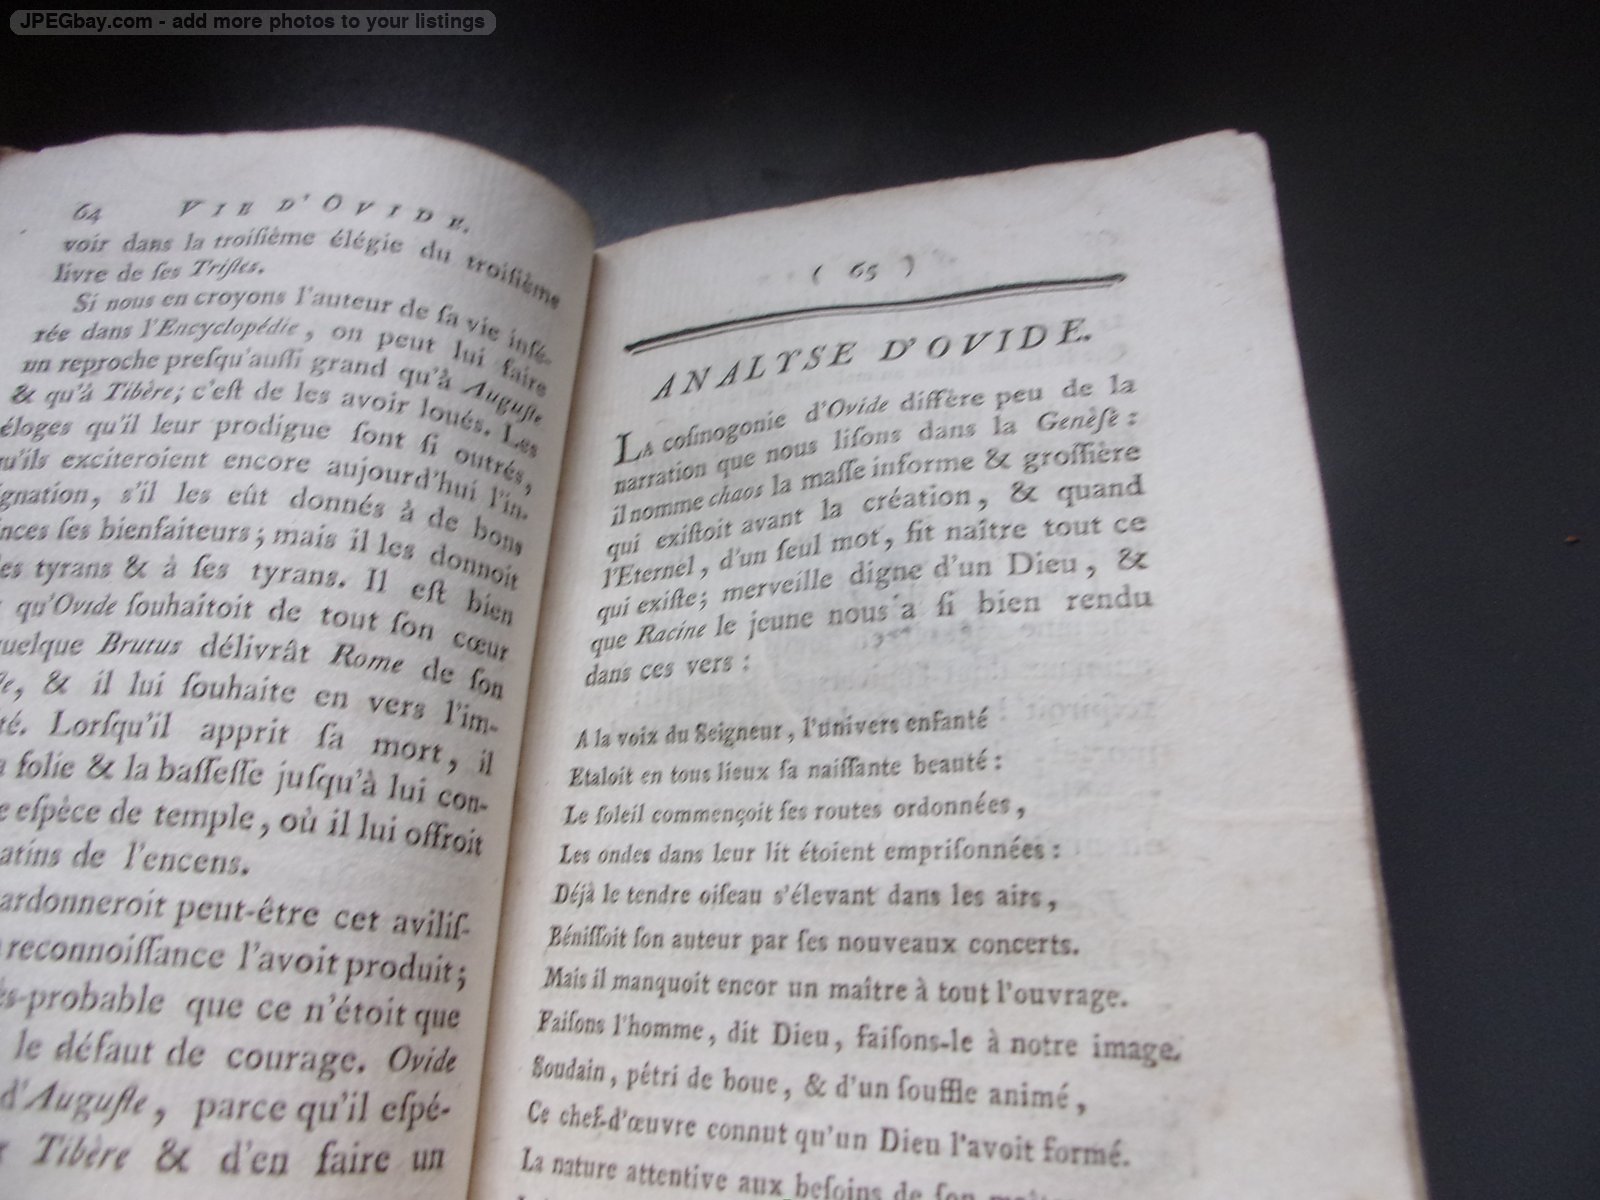 JPEGbay.com - add more photos to your listings
64 VIE D'OVIDE.
voir dans la troiſième élégie du troiſième
livre de ſes Triſtes.
Si nous en croyons l'auteur de ſa vie inſé-
rée dans l'Encyclopédie, on peut lui faire
un reproche preſqu'auſſi grand qu'à Auguſte
& qu'à Tibère; c'eſt de les avoir loués. Les
éloges qu'il leur prodigue ſont ſi outrés,
qu'ils exciteroient encore aujourd'hui l'in-
ignation, s'il les eût donnés à de bons
inces ſes bienfaiteurs; mais il les donnoit
es tyrans & à ſes tyrans. Il eſt bien
qu'Ovide ſouhaitoit de tout ſon cœur
uelque Brutus délivrât Rome de ſon
e, & il lui ſouhaite en vers l'im-
té. Lorſqu'il apprit ſa mort, il
a folie & la baſſeſſe juſqu'à lui con-
e eſpèce de temple, où il lui offroit
atins de l'encens.
ardonneroit peut-être cet aviliſ-
reconnoiſſance l'avoit produit;
ès-probable que ce n'étoit que
le défaut de courage. Ovide
d'Auguſte, parce qu'il eſpé-
r Tibère & d'en faire un
( 65 )
ANALYSE D'OVIDE.
LA coſmogonie d'Ovide diffère peu de la
narration que nous liſons dans la Genèſe :
il nomme chaos la maſſe informe & groſſière
qui exiſtoit avant la création, & quand
l'Eternel, d'un ſeul mot, fit naître tout ce
qui exiſte; merveille digne d'un Dieu, &
que Racine le jeune nous a ſi bien rendu
dans ces vers :
A la voix du Seigneur, l'univers enfanté
Etaloit en tous lieux ſa naiſſante beauté :
Le ſoleil commençoit ſes routes ordonnées,
Les ondes dans leur lit étoient empriſonnées :
Déjà le tendre oiſeau s'élevant dans les airs,
Béniſſoit ſon auteur par ſes nouveaux concerts.
Mais il manquoit encor un maître à tout l'ouvrage.
Faiſons l'homme, dit Dieu, faiſons-le à notre image.
Soudain, pétri de boue, & d'un ſouffle animé,
Ce chef-d'œuvre connut qu'un Dieu l'avoit formé.
La nature attentive aux beſoins de ſon